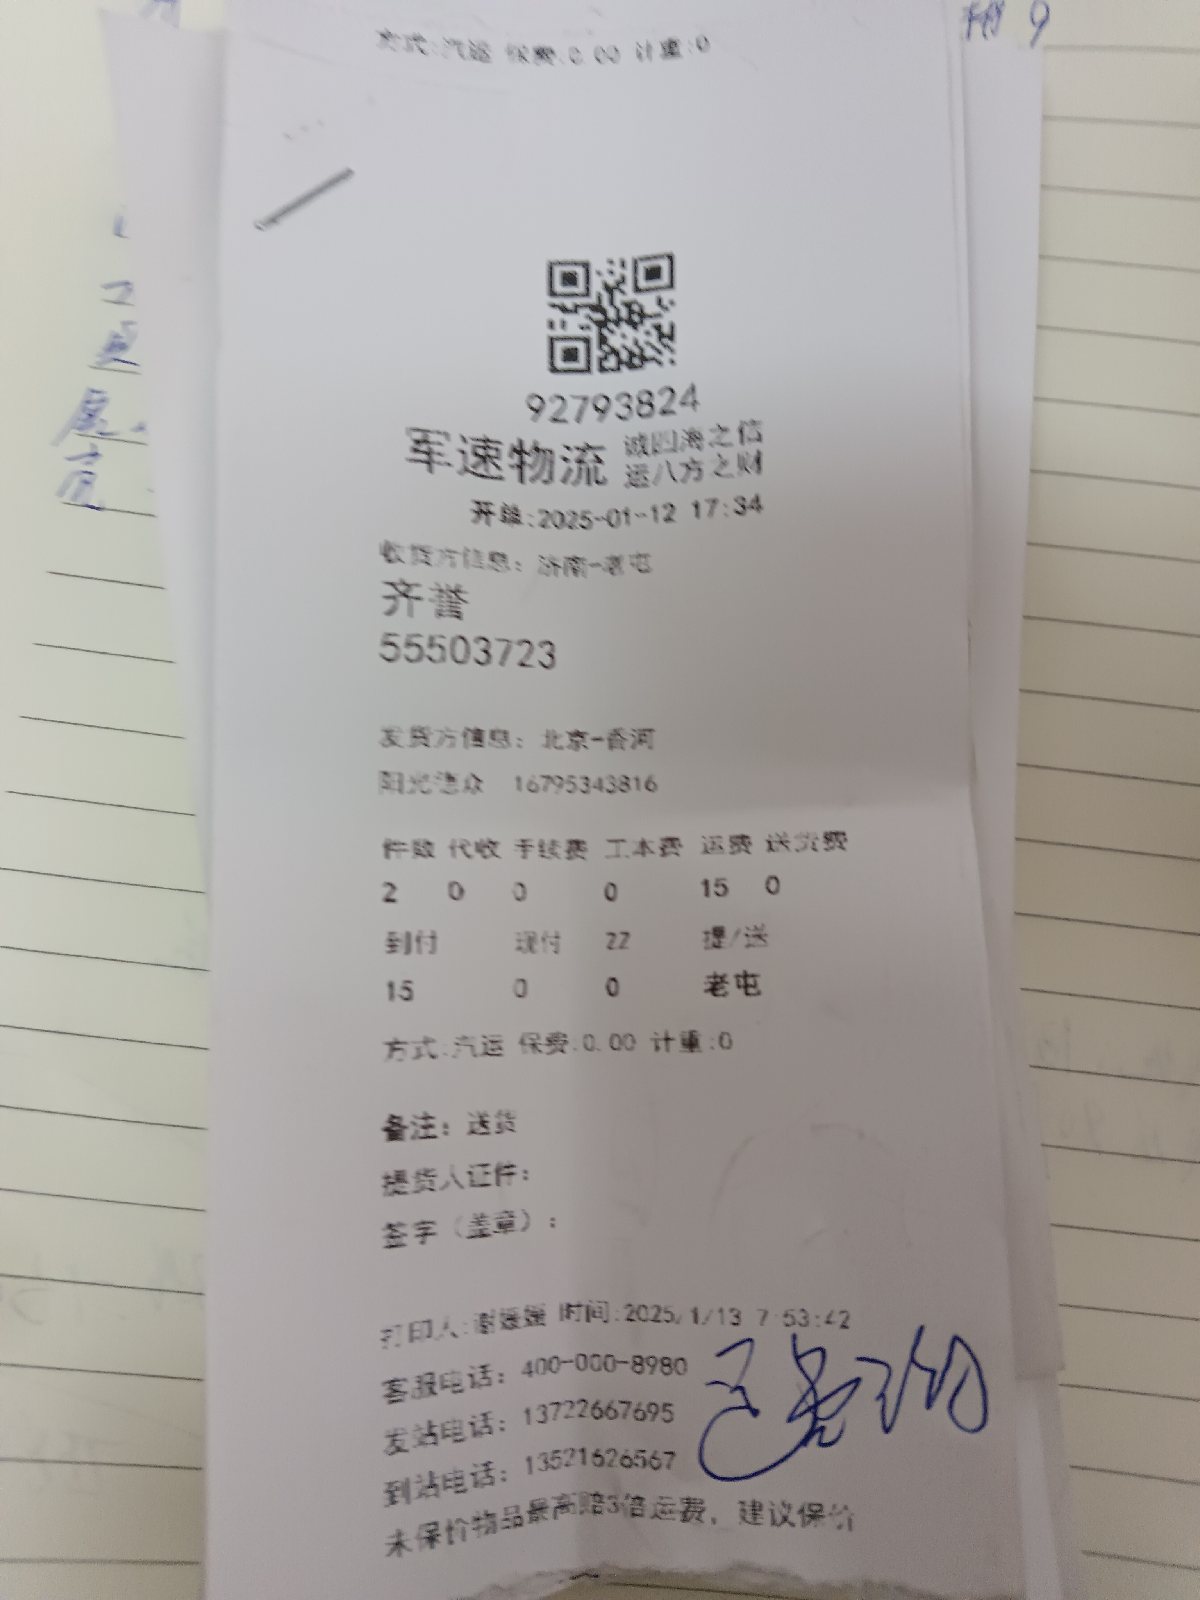 方式:汽运 保费:0.00 计重:0
92793824
军速物流 诚四海之信
运八方之财
开单:2025-01-12 17:34
收货方信息: 济南-老屯
齐誉
55503723
发货方信息: 北京-香河
阳光惠众 16795343816
件数 代收 手续费 工本费 运费 送货费
2 0 0 0 15 0
到付 现付 ZZ 提/送
15 0 0 老屯
方式:汽运 保费:0.00 计重:0
备注: 送货
提货人证件:
签字 (盖章) :
打印人:谢媛媛 时间:2025/1/13 7:53:42
客服电话: 400-000-8980
发站电话: 13722667695
到站电话: 13521626567
未保价物品最高赔3倍运费, 建议保价